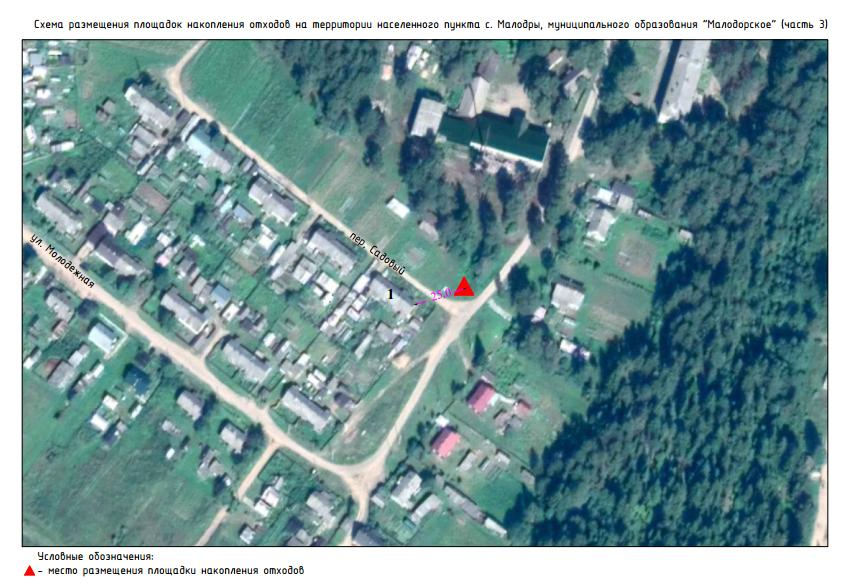 Схема размещения площадок накопления отходов на территории населенного пункта с. Малодры, муниципального образования "Малодорское" (часть 3)
ул. Молодежная
пер. Садовый
1
25,0
Условные обозначения:
- место размещения площадки накопления отходов